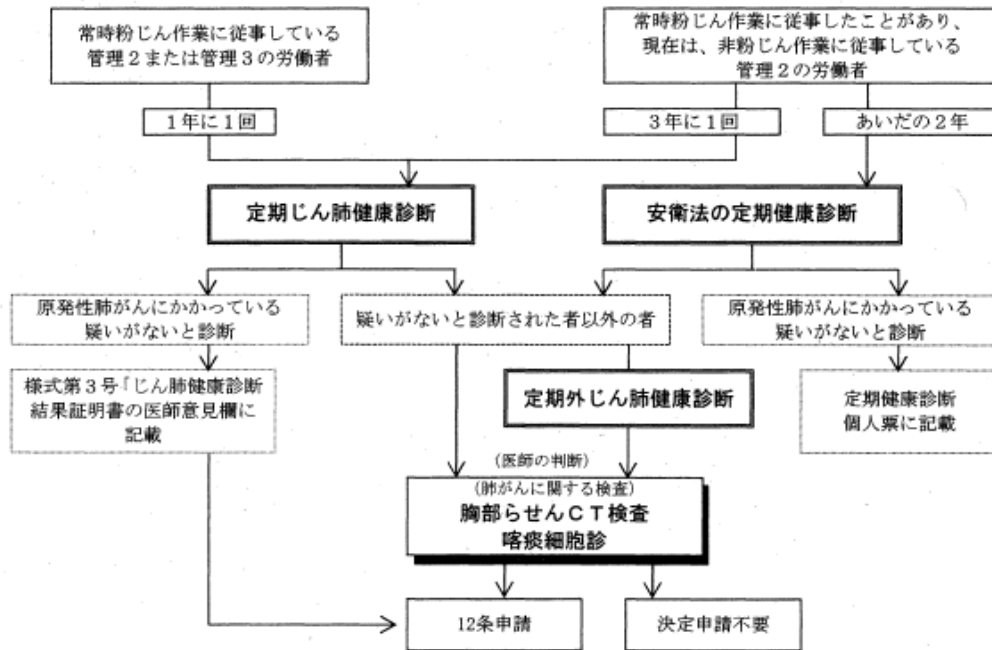 常時粉じん作業に従事している
管理2または管理3の労働者
常時粉じん作業に従事したことがあり、
現在は、非粉じん作業に従事している
管理2の労働者
1年に1回
3年に1回
あいだの2年
定期じん肺健康診断
安衛法の定期健康診断
原発性肺がんにかかっている
疑いがないと診断
疑いがないと診断された者以外の者
原発性肺がんにかかっている
疑いがないと診断
様式第3号「じん肺健康診断
結果証明書の医師意見欄に
記載
定期外じん肺健康診断
定期健康診断
個人票に記載
(医師の判断)
(肺がんに関する検査)
胸部らせんCT検査
喀痰細胞診
12条申請
決定申請不要